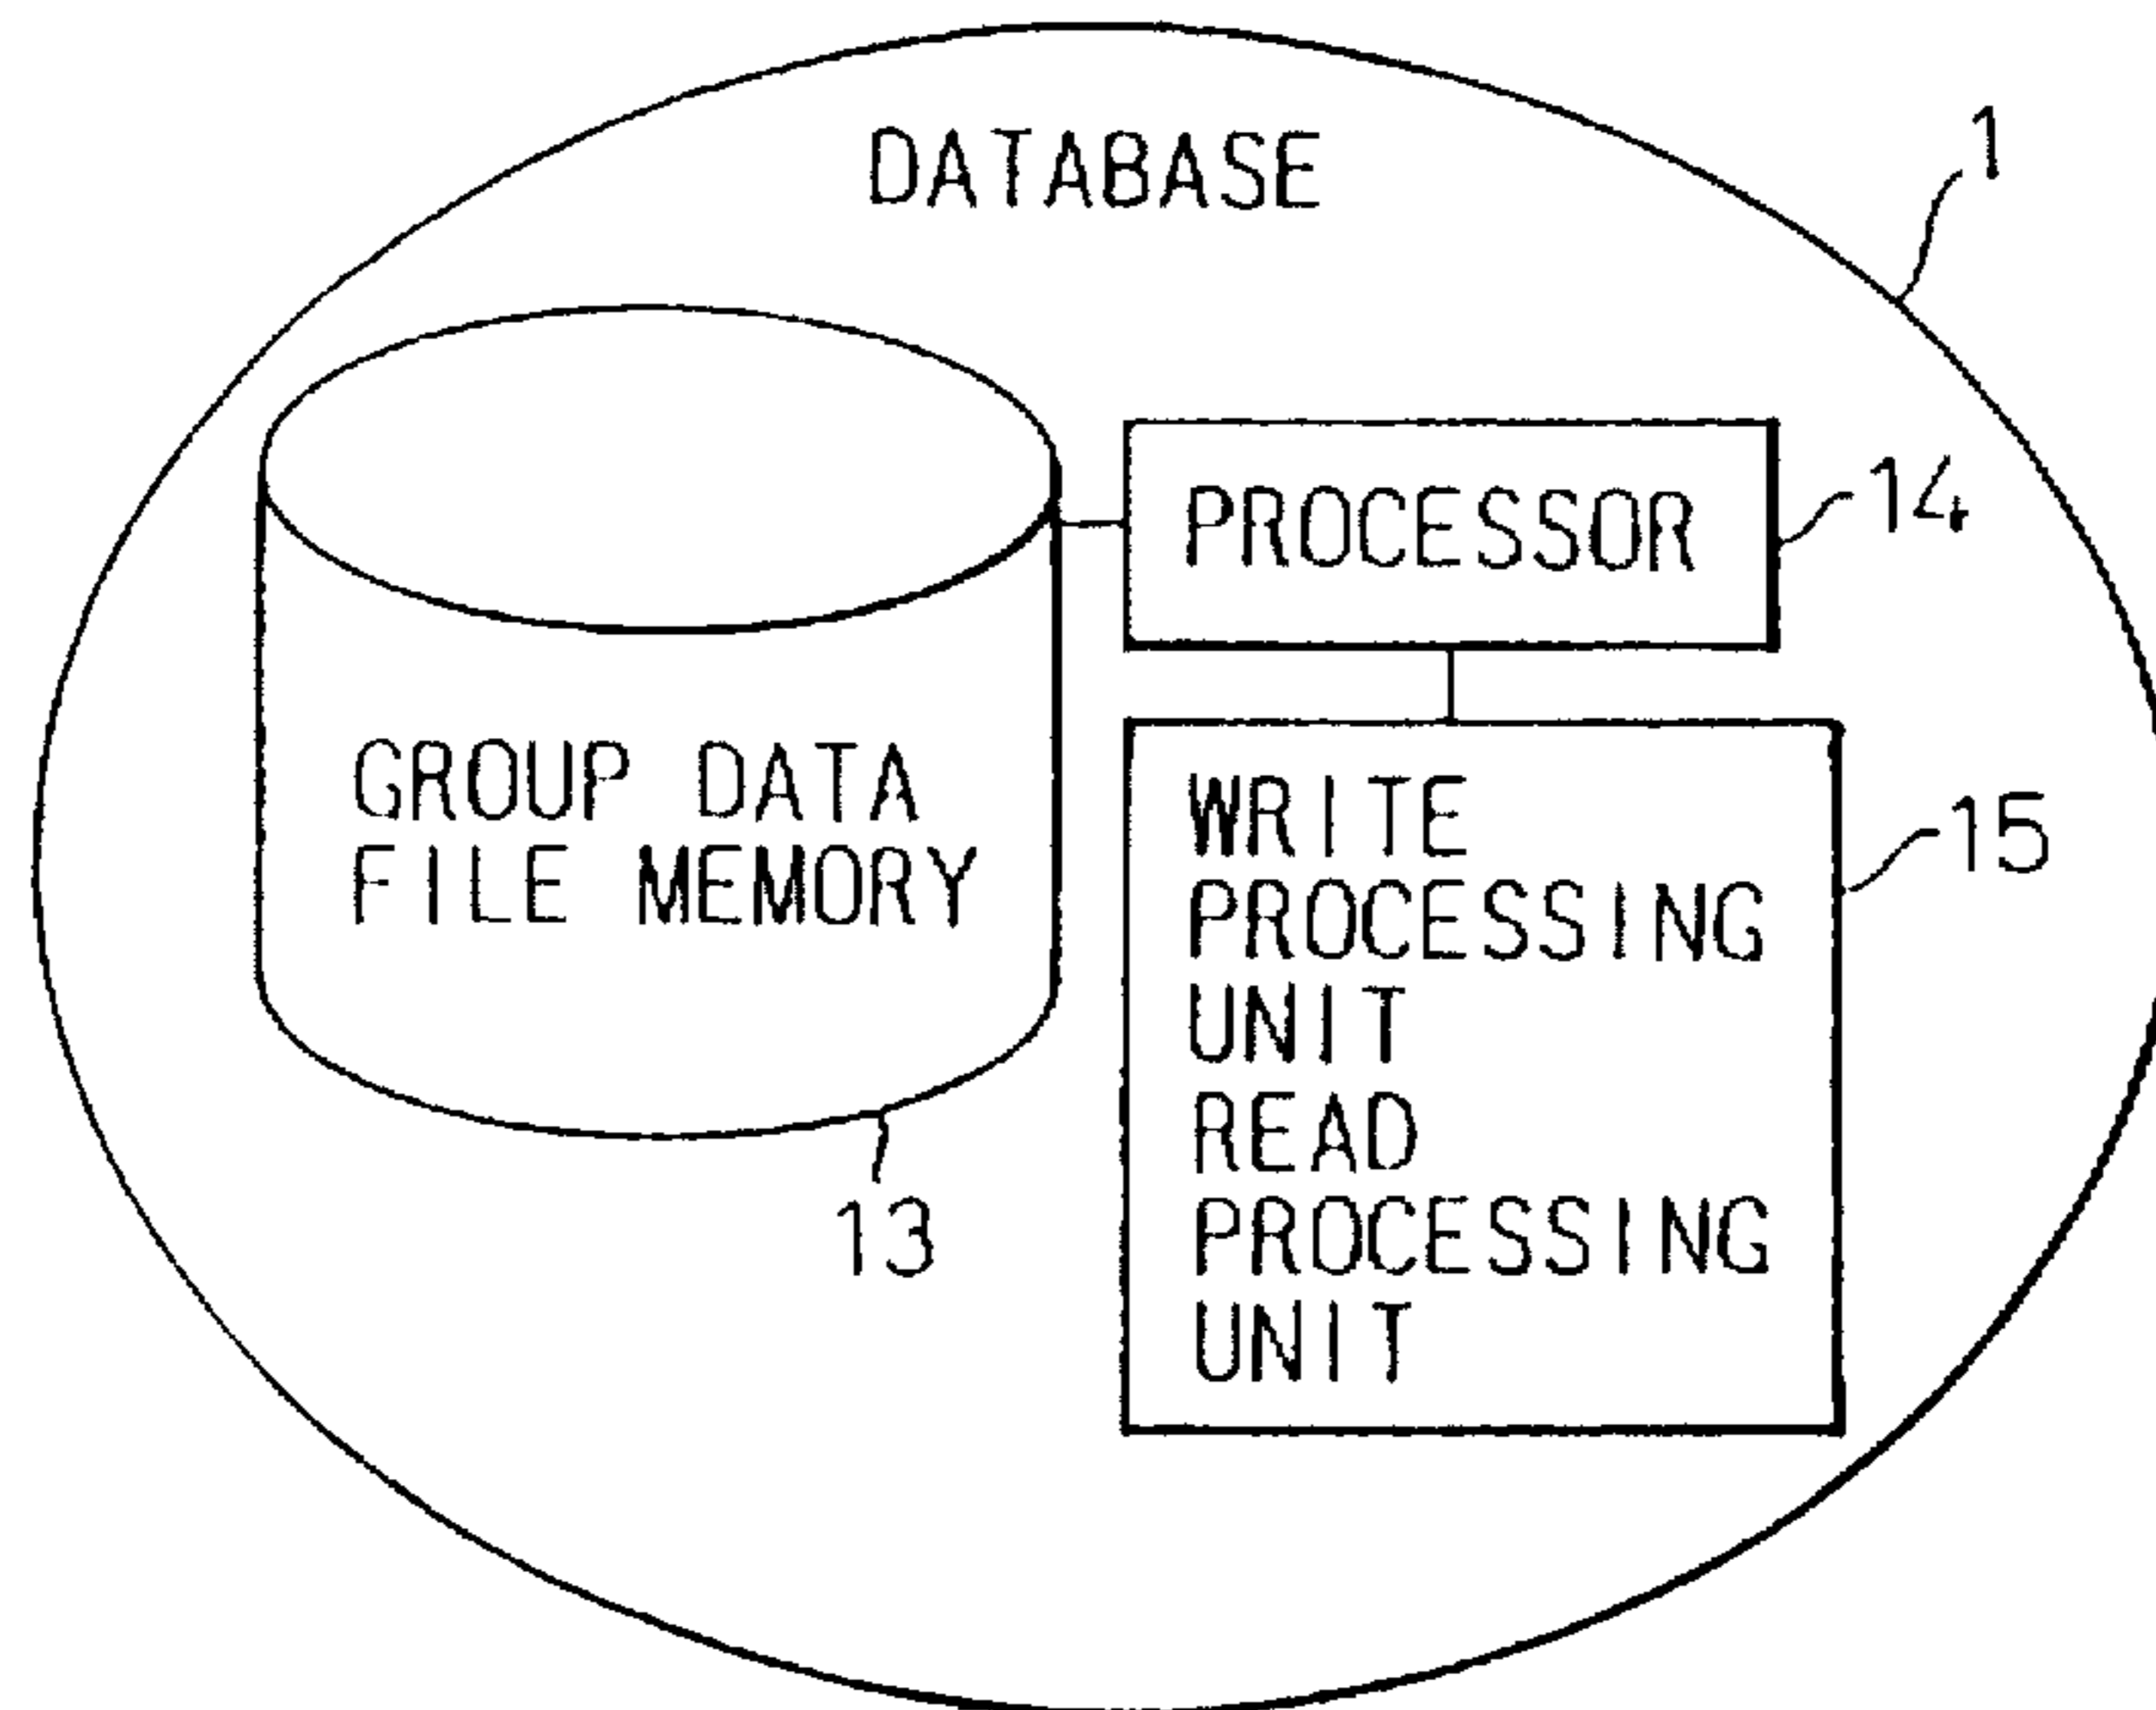 DATABASE
1
PROCESSOR
14
GROUP DATA
FILE MEMORY
13
WRITE
PROCESSING
UNIT
READ
PROCESSING
UNIT
15